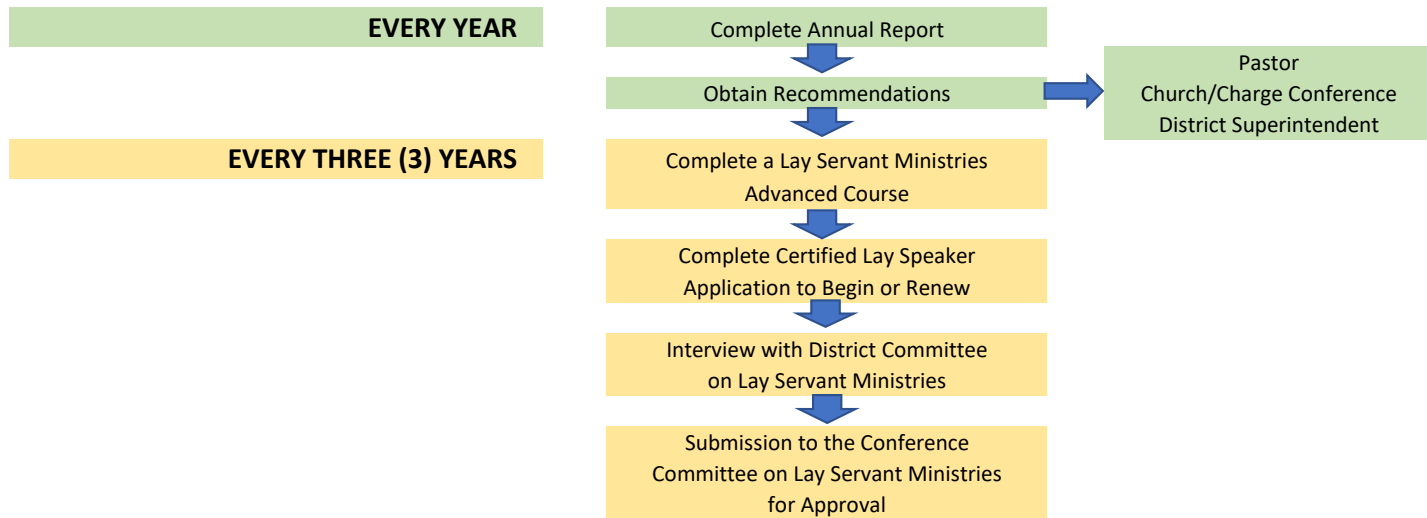 EVERY YEAR
Complete Annual Report
Obtain Recommendations
Pastor
Church/Charge Conference
District Superintendent
EVERY THREE (3) YEARS
Complete a Lay Servant Ministries
Advanced Course
Complete Certified Lay Speaker
Application to Begin or Renew
Interview with District Committee
on Lay Servant Ministries
Submission to the Conference
Committee on Lay Servant Ministries
for Approval